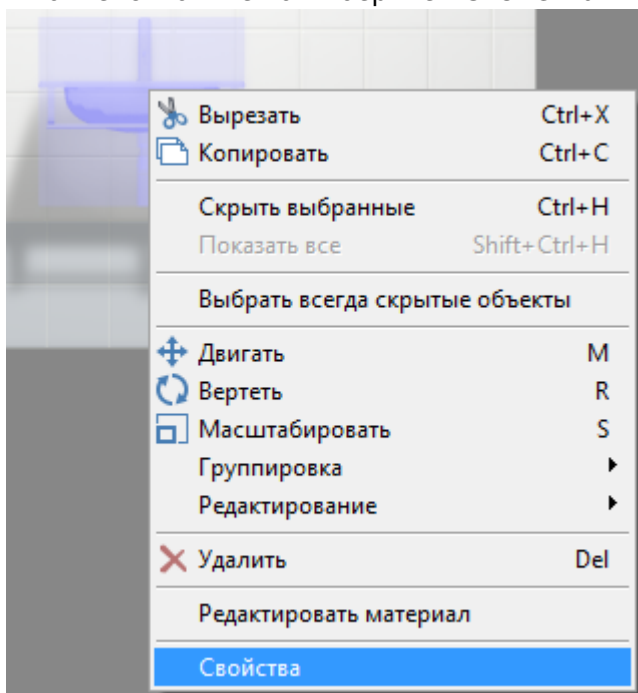 Вырезать Ctrl+X
Копировать Ctrl+C
Скрыть выбранные Ctrl+H
Показать все Shift+Ctrl+H
Выбрать всегда скрытые объекты
Двигать M
Вертеть R
Масштабировать S
Группировка
Редактирование
Удалить Del
Редактировать материал
Свойства